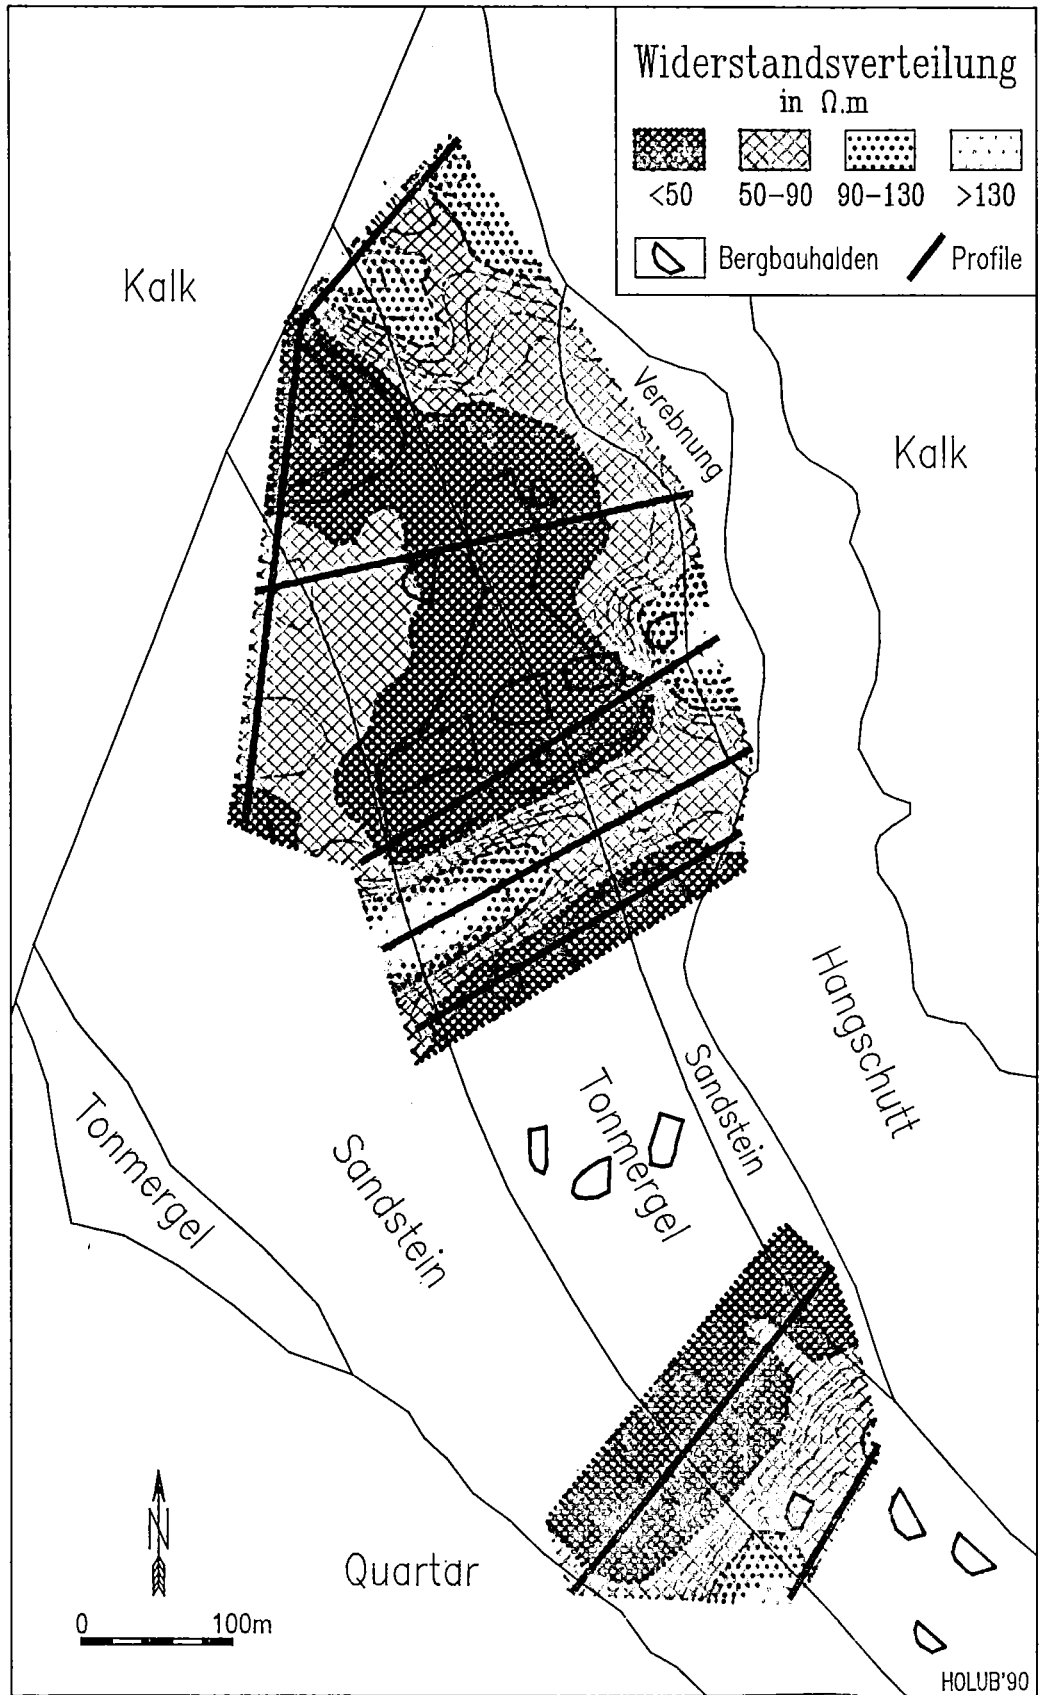 Widerstandsverteilung
in Ω.m
<50 50-90 90-130 >130
Bergbauhalden Profile
Kalk
Verebnung
Kalk
Hangschutt
Sandstein
Tonmergel
Tonmergel
Sandstein
N
Quartar
0 100m
HOLUB'90